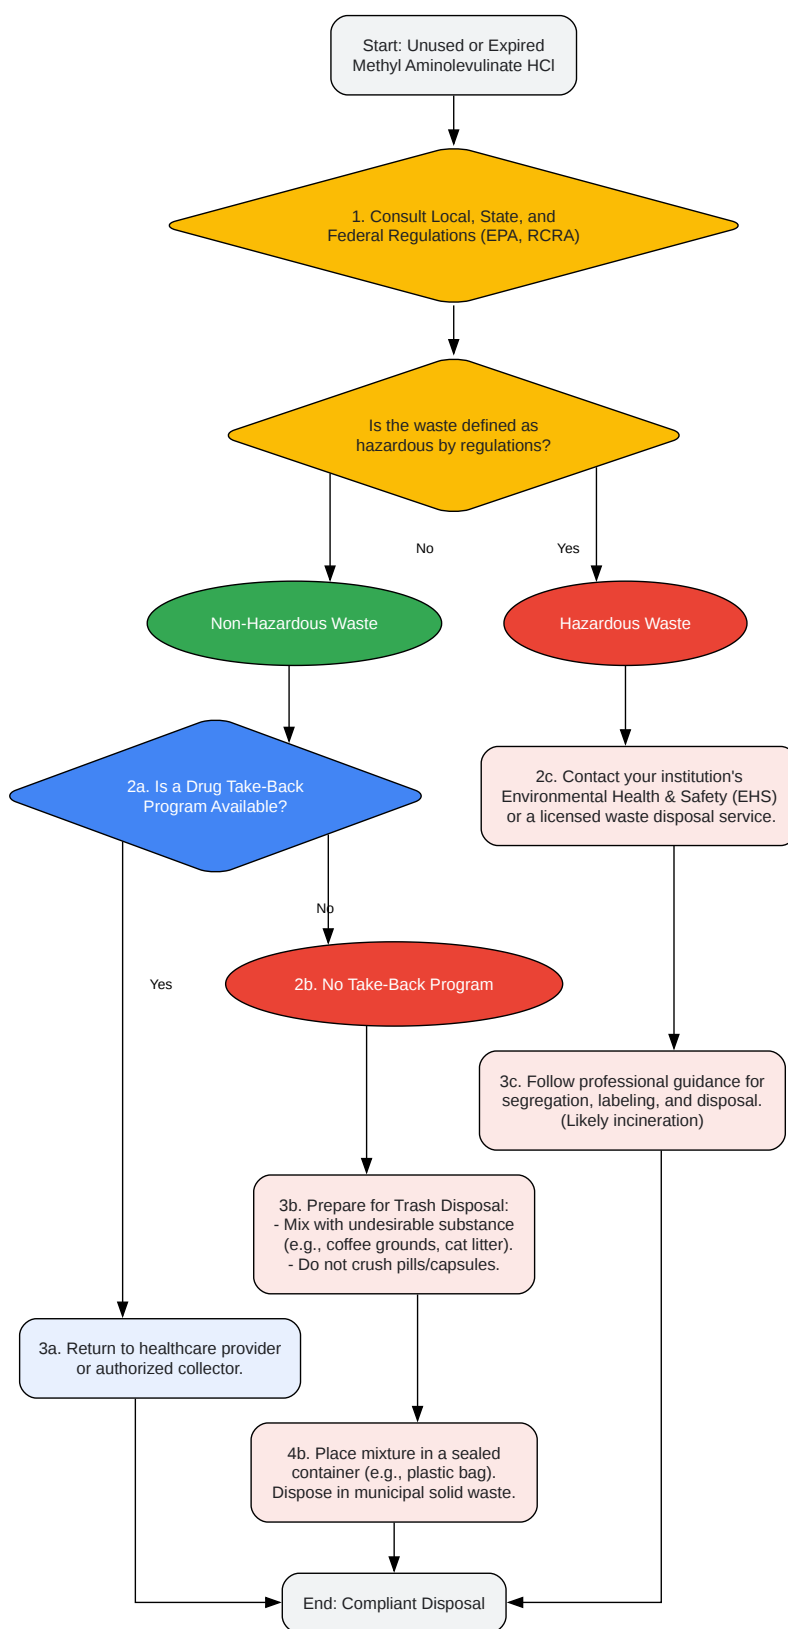 Start: Unused or Expired
Methyl Aminolevulinate HCl
1. Consult Local, State, and
Federal Regulations (EPA, RCRA)
Is the waste defined as
hazardous by regulations?
No
Yes
Non-Hazardous Waste
Hazardous Waste
2a. Is a Drug Take-Back
Program Available?
2c. Contact your institution's
Environmental Health & Safety (EHS)
or a licensed waste disposal service.
No
Yes
2b. No Take-Back Program
3c. Follow professional guidance for
segregation, labeling, and disposal.
(Likely incineration)
3b. Prepare for Trash Disposal:
- Mix with undesirable substance
(e.g., coffee grounds, cat litter).
- Do not crush pills/capsules.
3a. Return to healthcare provider
or authorized collector.
4b. Place mixture in a sealed
container (e.g., plastic bag).
Dispose in municipal solid waste.
End: Compliant Disposal